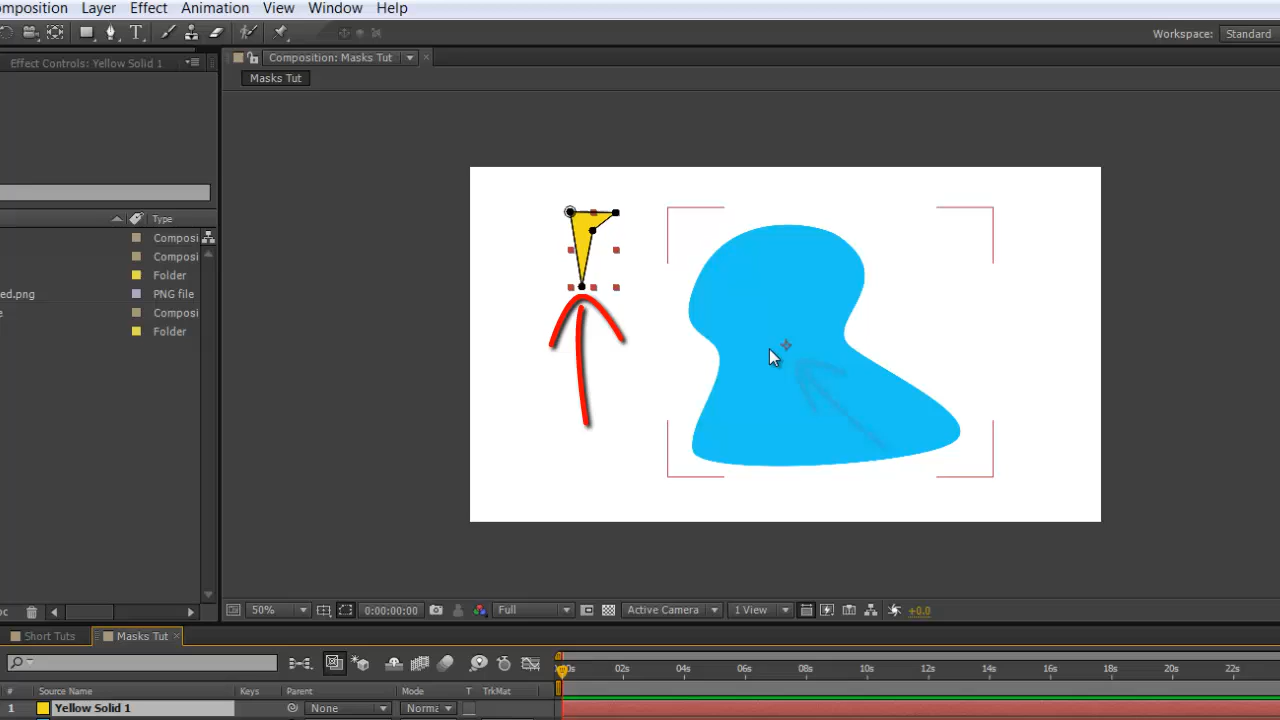 omposition Layer Effect Animation View Window Help
T Workspace: Standard
Effect Controls: Yellow Solid 1 Composition: Masks Tut ×
Masks Tut
Type
Composi
Composi
Folder
ed.png PNG file
e Composi
Folder
oc 50% 0:00:00:00 Full Active Camera 1 View +0.0
Short Tuts Masks Tut ×
02s 04s 06s 08s 10s 12s 14s 16s 18s 20s 22s
# Source Name Keys Parent Mode T TrkMat
1 Yellow Solid 1 None Norma